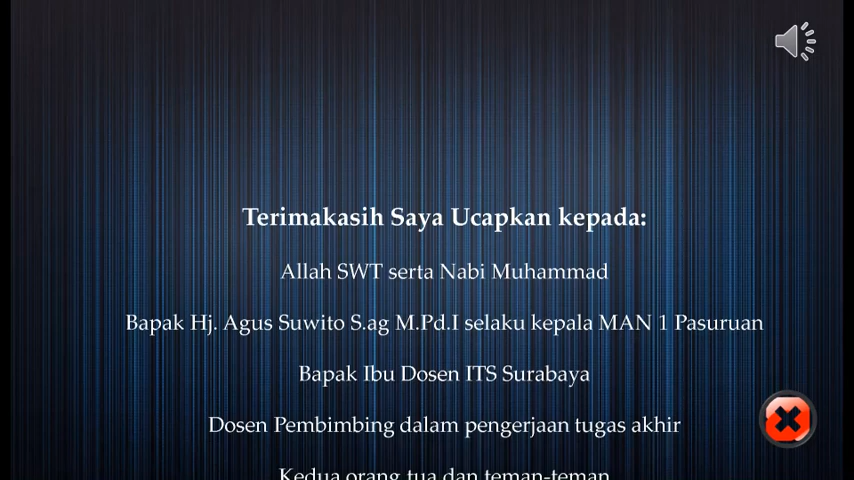 Terimakasih Saya Ucapkan kepada:
Allah SWT serta Nabi Muhammad
Bapak Hj. Agus Suwito S.ag M.Pd.I selaku kepala MAN 1 Pasuruan
Bapak Ibu Dosen ITS Surabaya
Dosen Pembimbing dalam pengerjaan tugas akhir
Kedua orang tua dan teman-teman